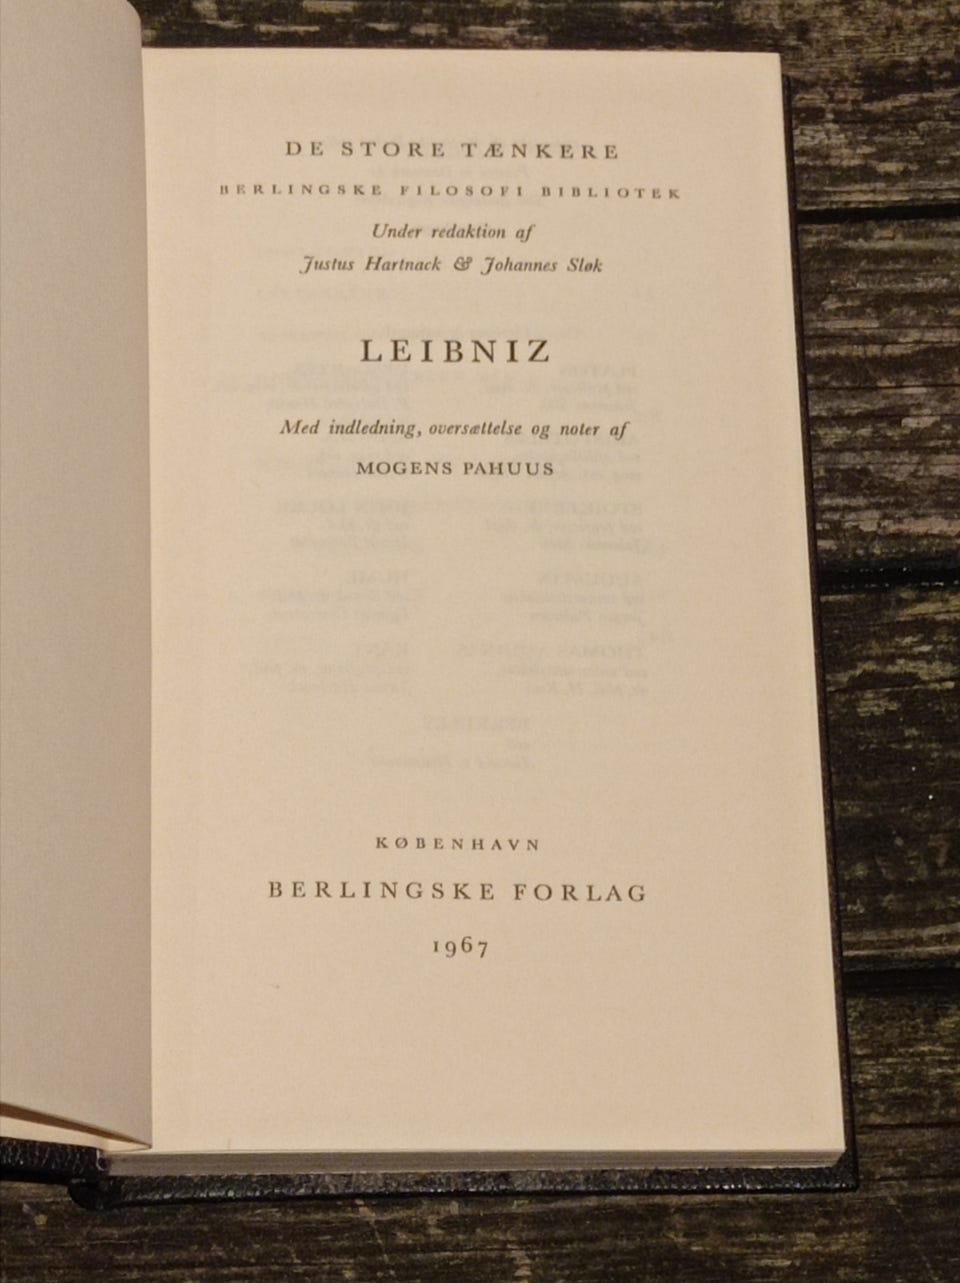 DE STORE TÆNKERE
BERLINGSKE FILOSOFI BIBLIOTEK
Under redaktion af
Justus Hartnack & Johannes Sløk
LEIBNIZ
Med indledning, oversættelse og noter af
MOGENS PAHUUS
KØBENHAVN
BERLINGSKE FORLAG
1967